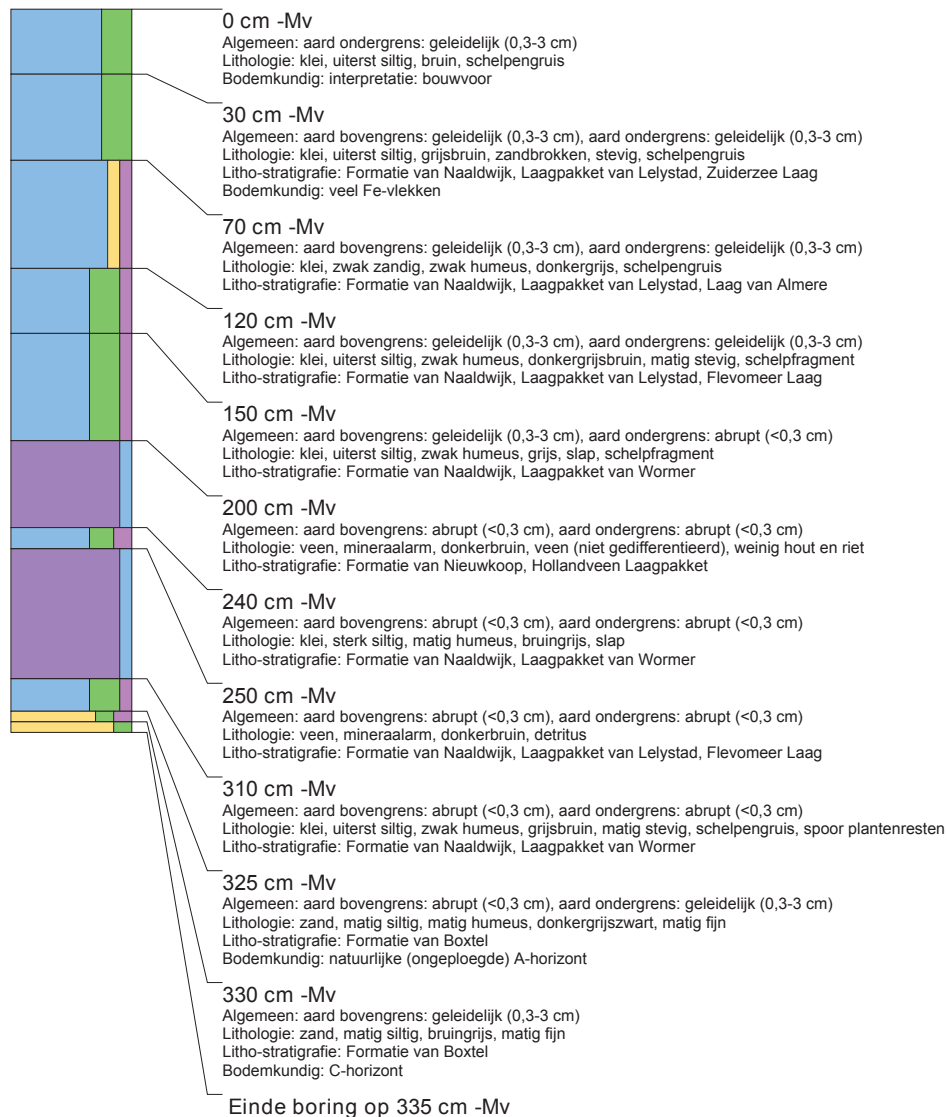 0 cm -Mv
Algemeen: aard ondergrens: geleidelijk (0,3-3 cm)
Lithologie: klei, uiterst siltig, bruin, schelpengruis
Bodemkundig: interpretatie: bouwvoor
30 cm -Mv
Algemeen: aard bovengrens: geleidelijk (0,3-3 cm), aard ondergrens: geleidelijk (0,3-3 cm)
Lithologie: klei, uiterst siltig, grijsbruin, zandbrokken, stevig, schelpengruis
Litho-stratigrafie: Formatie van Naaldwijk, Laagpakket van Lelystad, Zuiderzee Laag
Bodemkundig: veel Fe-vlekken
70 cm -Mv
Algemeen: aard bovengrens: geleidelijk (0,3-3 cm), aard ondergrens: geleidelijk (0,3-3 cm)
Lithologie: klei, zwak zandig, zwak humeus, donkergrijs, schelpengruis
Litho-stratigrafie: Formatie van Naaldwijk, Laagpakket van Lelystad, Laag van Almere
120 cm -Mv
Algemeen: aard bovengrens: geleidelijk (0,3-3 cm), aard ondergrens: geleidelijk (0,3-3 cm)
Lithologie: klei, uiterst siltig, zwak humeus, donkergrijsbruin, matig stevig, schelpfragment
Litho-stratigrafie: Formatie van Naaldwijk, Laagpakket van Lelystad, Flevomeer Laag
150 cm -Mv
Algemeen: aard bovengrens: geleidelijk (0,3-3 cm), aard ondergrens: abrupt (<0,3 cm)
Lithologie: klei, uiterst siltig, zwak humeus, grijs, slap, schelpfragment
Litho-stratigrafie: Formatie van Naaldwijk, Laagpakket van Wormer
200 cm -Mv
Algemeen: aard bovengrens: abrupt (<0,3 cm), aard ondergrens: abrupt (<0,3 cm)
Lithologie: veen, mineraalarm, donkerbruin, veen (niet gedifferentieerd), weinig hout en riet
Litho-stratigrafie: Formatie van Nieuwkoop, Hollandveen Laagpakket
240 cm -Mv
Algemeen: aard bovengrens: abrupt (<0,3 cm), aard ondergrens: abrupt (<0,3 cm)
Lithologie: klei, sterk siltig, matig humeus, bruingrijs, slap
Litho-stratigrafie: Formatie van Naaldwijk, Laagpakket van Wormer
250 cm -Mv
Algemeen: aard bovengrens: abrupt (<0,3 cm), aard ondergrens: abrupt (<0,3 cm)
Lithologie: veen, mineraalarm, donkerbruin, detritus
Litho-stratigrafie: Formatie van Naaldwijk, Laagpakket van Lelystad, Flevomeer Laag
310 cm -Mv
Algemeen: aard bovengrens: abrupt (<0,3 cm), aard ondergrens: abrupt (<0,3 cm)
Lithologie: klei, uiterst siltig, zwak humeus, grijsbruin, matig stevig, schelpengruis, spoor plantenresten
Litho-stratigrafie: Formatie van Naaldwijk, Laagpakket van Wormer
325 cm -Mv
Algemeen: aard bovengrens: abrupt (<0,3 cm), aard ondergrens: geleidelijk (0,3-3 cm)
Lithologie: zand, matig siltig, matig humeus, donkergrijszwart, matig fijn
Litho-stratigrafie: Formatie van Boxtel
Bodemkundig: natuurlijke (ongeploegde) A-horizont
330 cm -Mv
Algemeen: aard bovengrens: geleidelijk (0,3-3 cm)
Lithologie: zand, matig siltig, bruingrijs, matig fijn
Litho-stratigrafie: Formatie van Boxtel
Bodemkundig: C-horizont
Einde boring op 335 cm -Mv